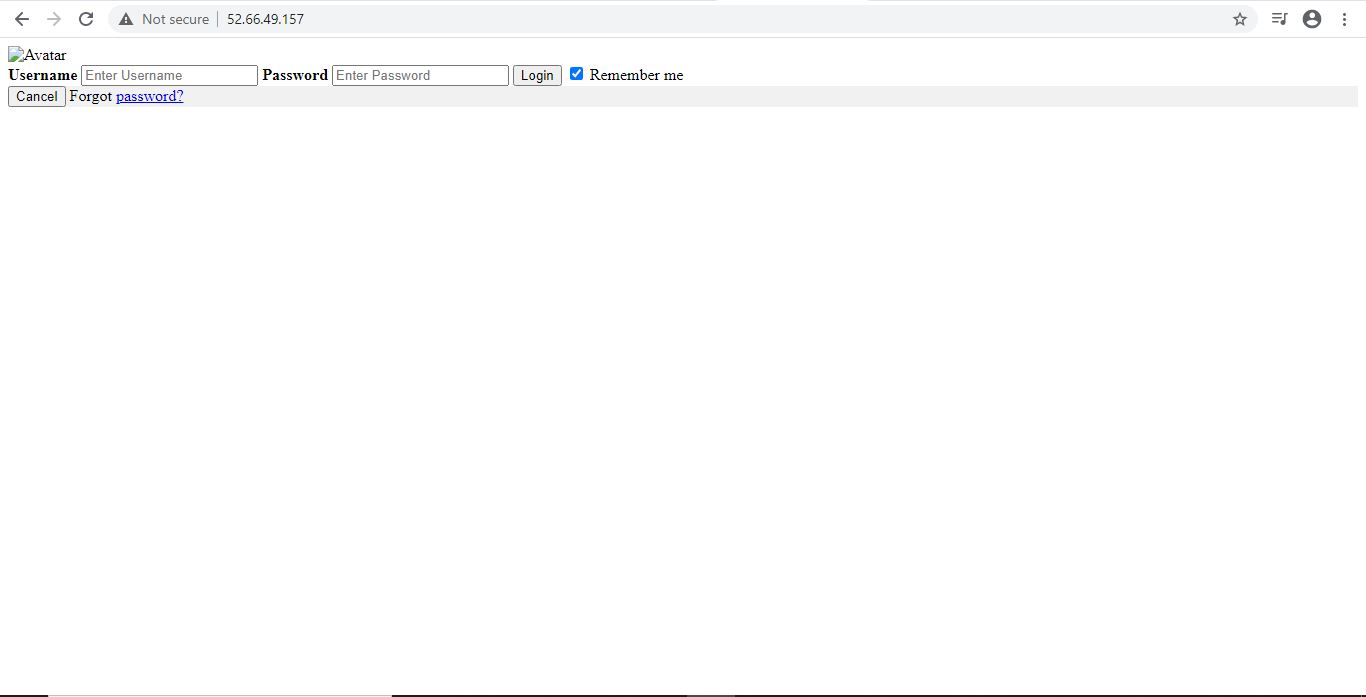 Not secure 52.66.49.157
Avatar
Username Enter Username Password Enter Password Login Remember me
Cancel Forgot password?